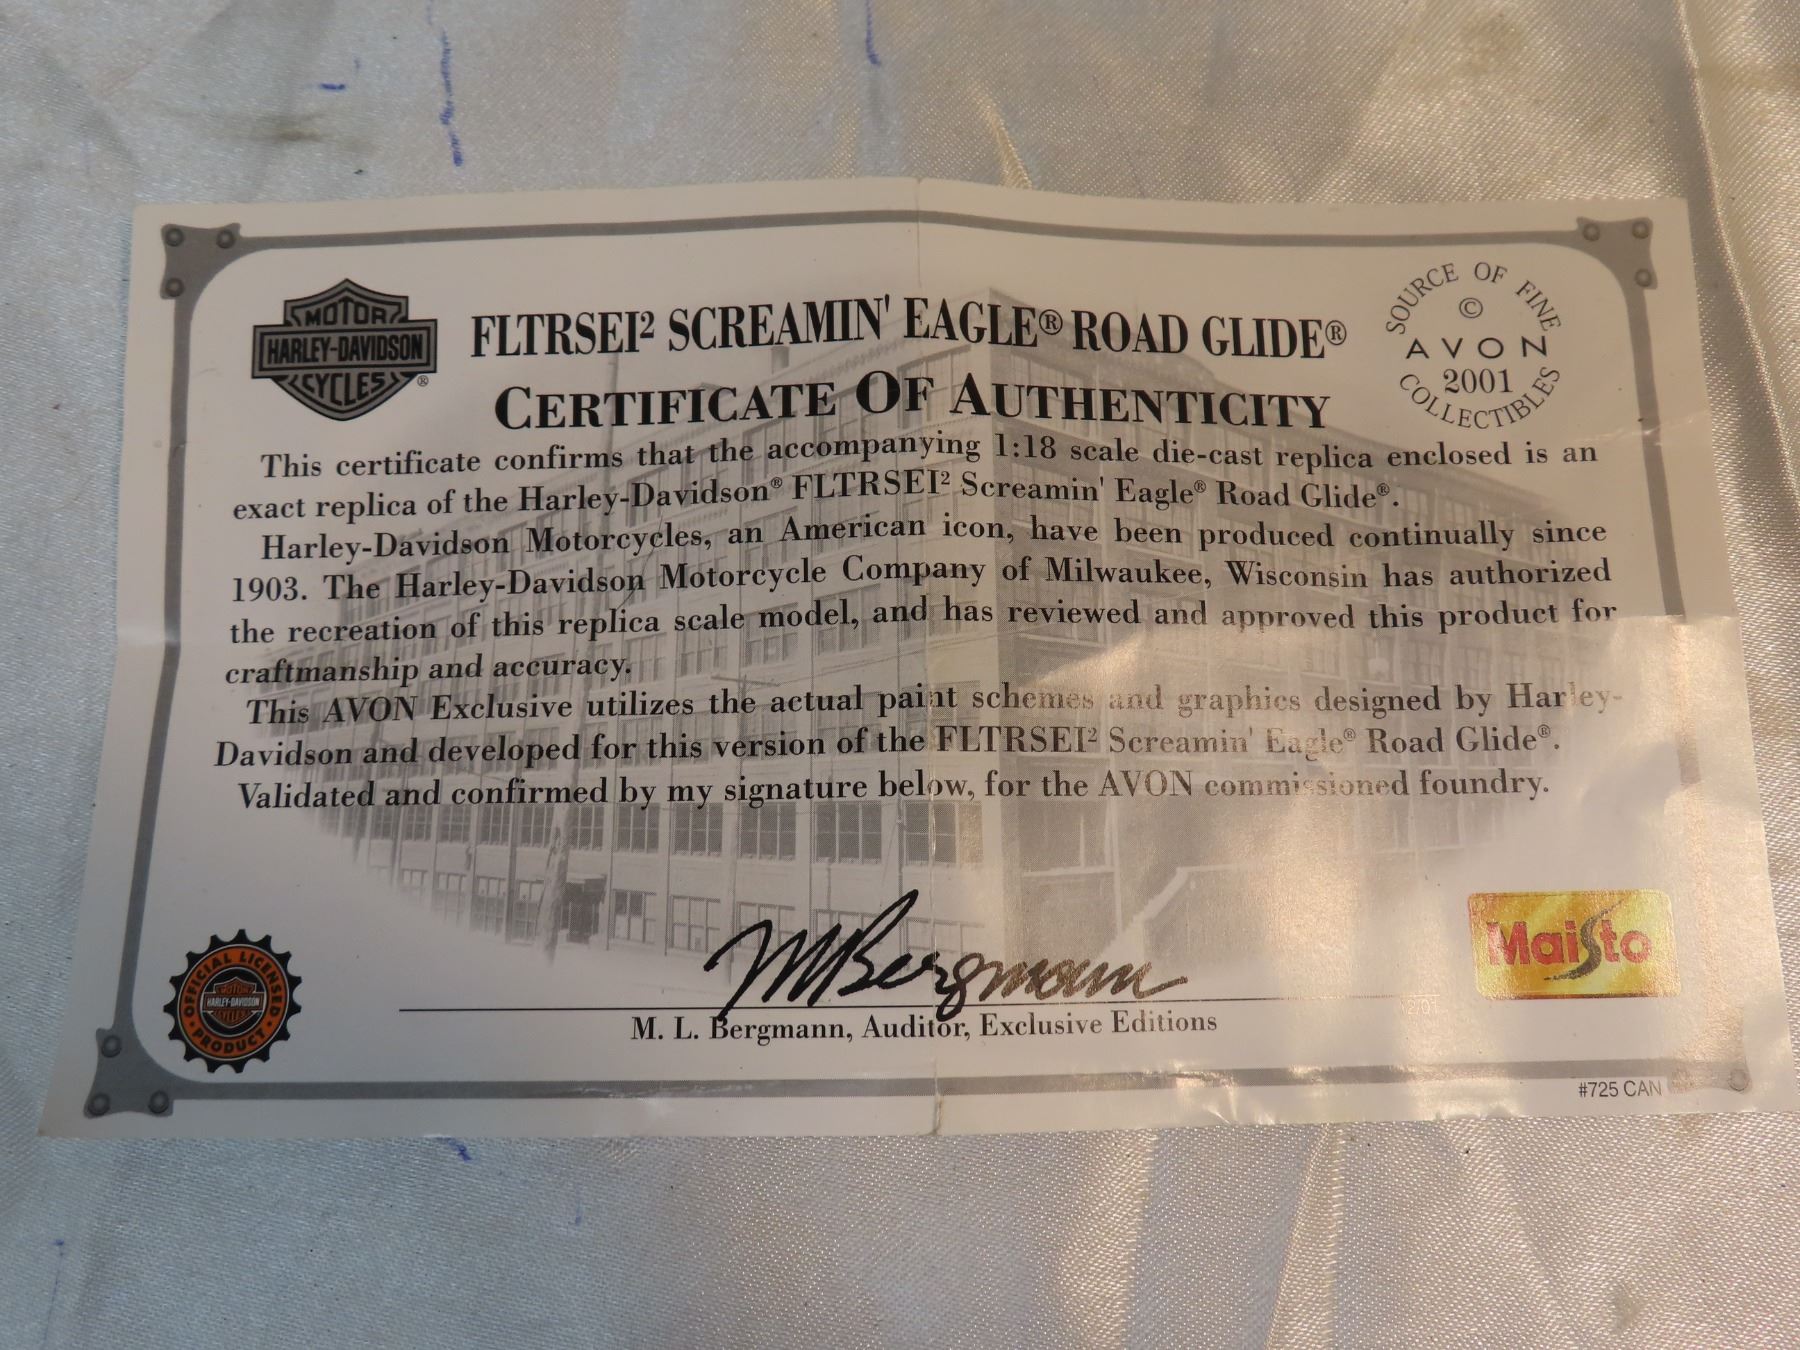 MOTOR
HARLEY-DAVIDSON
CYCLES®
FLTRSEI² SCREAMIN' EAGLE® ROAD GLIDE®
SOURCE OF FINE
©
AVON
2001
COLLECTIBLES
CERTIFICATE OF AUTHENTICITY
This certificate confirms that the accompanying 1:18 scale die-cast replica enclosed is an
exact replica of the Harley-Davidson® FLTRSEI² Screamin' Eagle® Road Glide®.
Harley-Davidson Motorcycles, an American icon, have been produced continually since
1903. The Harley-Davidson Motorcycle Company of Milwaukee, Wisconsin has authorized
the recreation of this replica scale model, and has reviewed and approved this product for
craftmanship and accuracy.
This AVON Exclusive utilizes the actual paint schemes and graphics designed by Harley-
Davidson and developed for this version of the FLTRSEI² Screamin' Eagle® Road Glide®.
Validated and confirmed by my signature below, for the AVON commissioned foundry.
MLBergmann
Maisto
12/01
M. L. Bergmann, Auditor, Exclusive Editions
OFFICIAL LICENSED
MOTOR
HARLEY-DAVIDSON
CYCLES
PRODUCT
#725 CAN